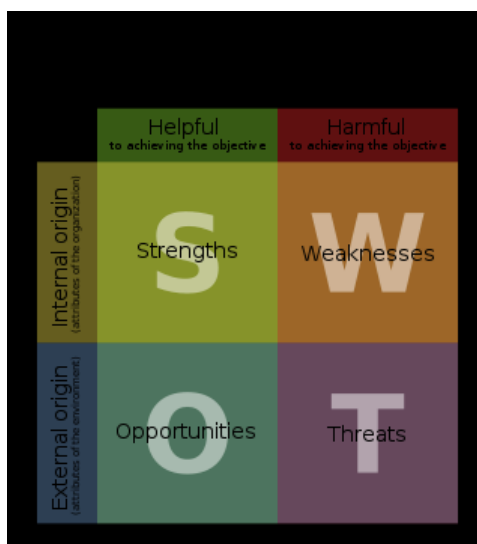 Helpful
to achieving the objective
Harmful
to achieving the objective
Internal origin
(attributes of the organization)
S
Strengths
W
Weaknesses
External origin
(attributes of the environment)
O
Opportunities
T
Threats